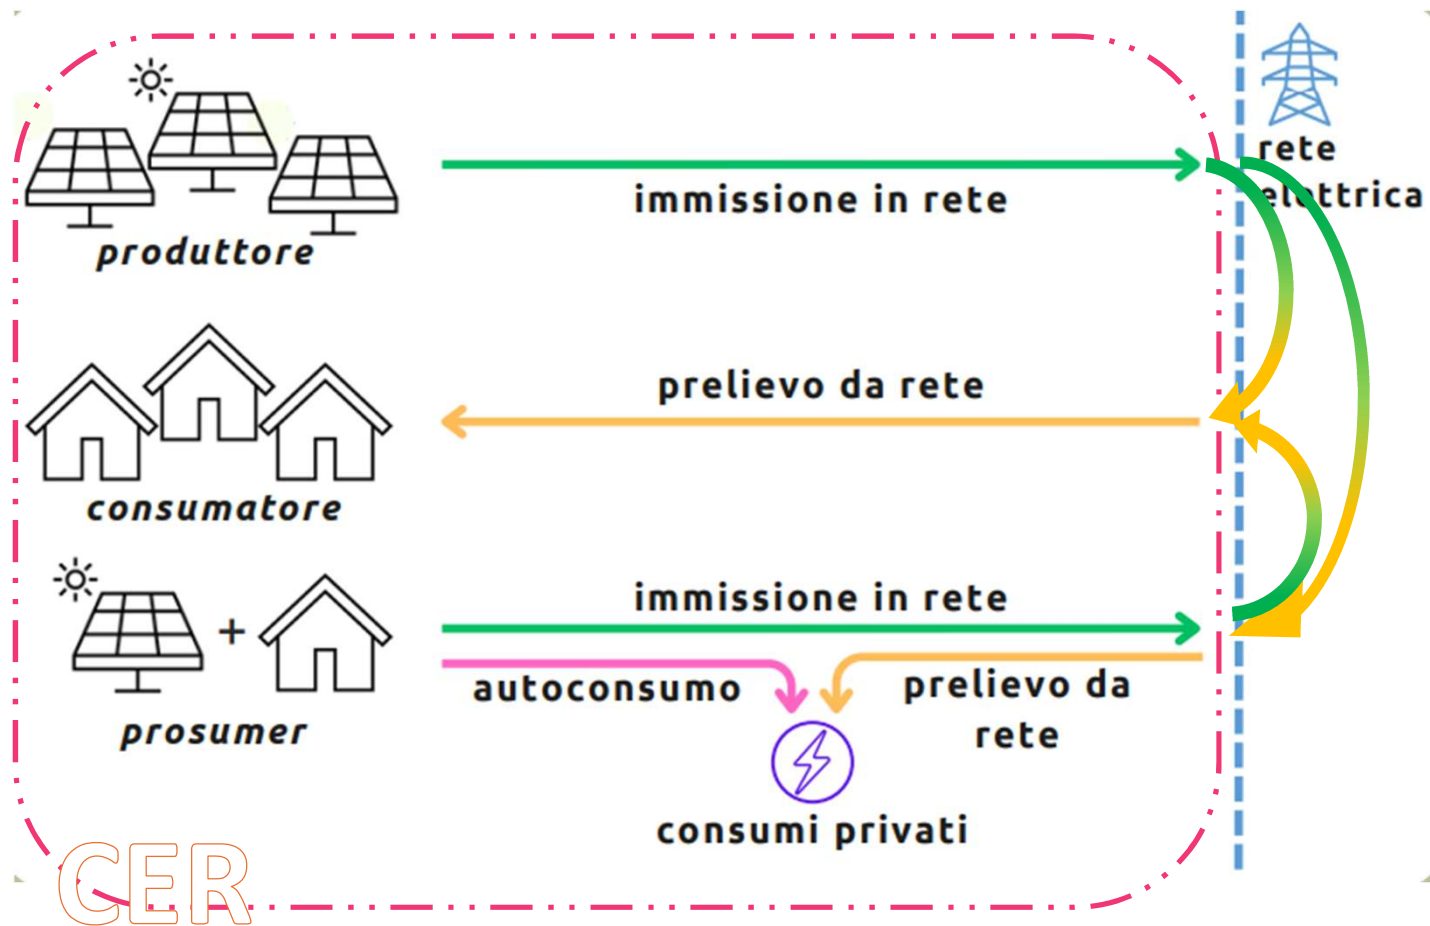 rete
elettrica
immissione in rete
produttore
prelievo da rete
consumatore
immissione in rete
+
autoconsumo
prelievo da
rete
prosumer
consumi privati
CER